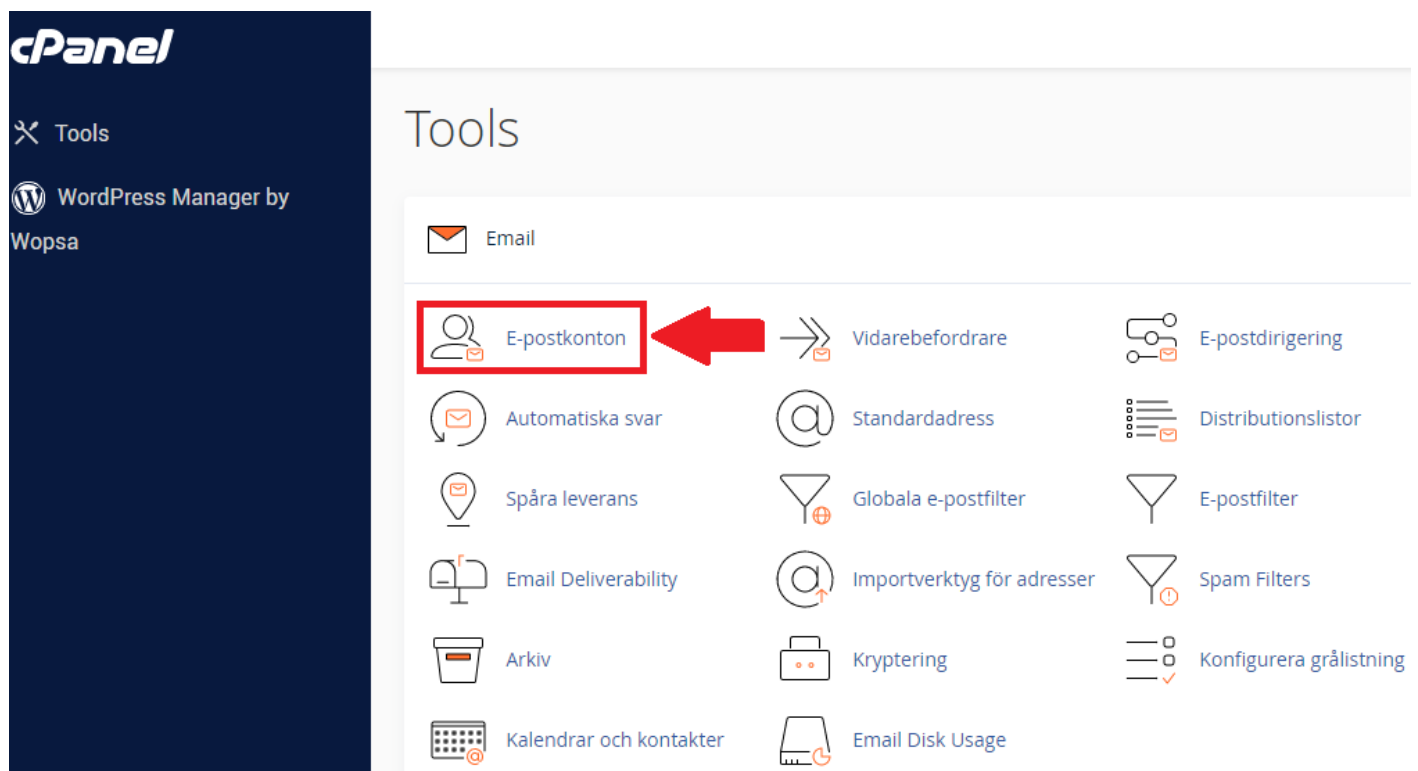 cPanel
Tools
WordPress Manager by
Wopsa
Tools
Email
E-postkonton
Vidarebefordrare
E-postdirigering
Automatiska svar
Standardadress
Distributionslistor
Spåra leverans
Globala e-postfilter
E-postfilter
Email Deliverability
Importverktyg för adresser
Spam Filters
Arkiv
Kryptering
Konfigurera grålistning
Kalendrar och kontakter
Email Disk Usage